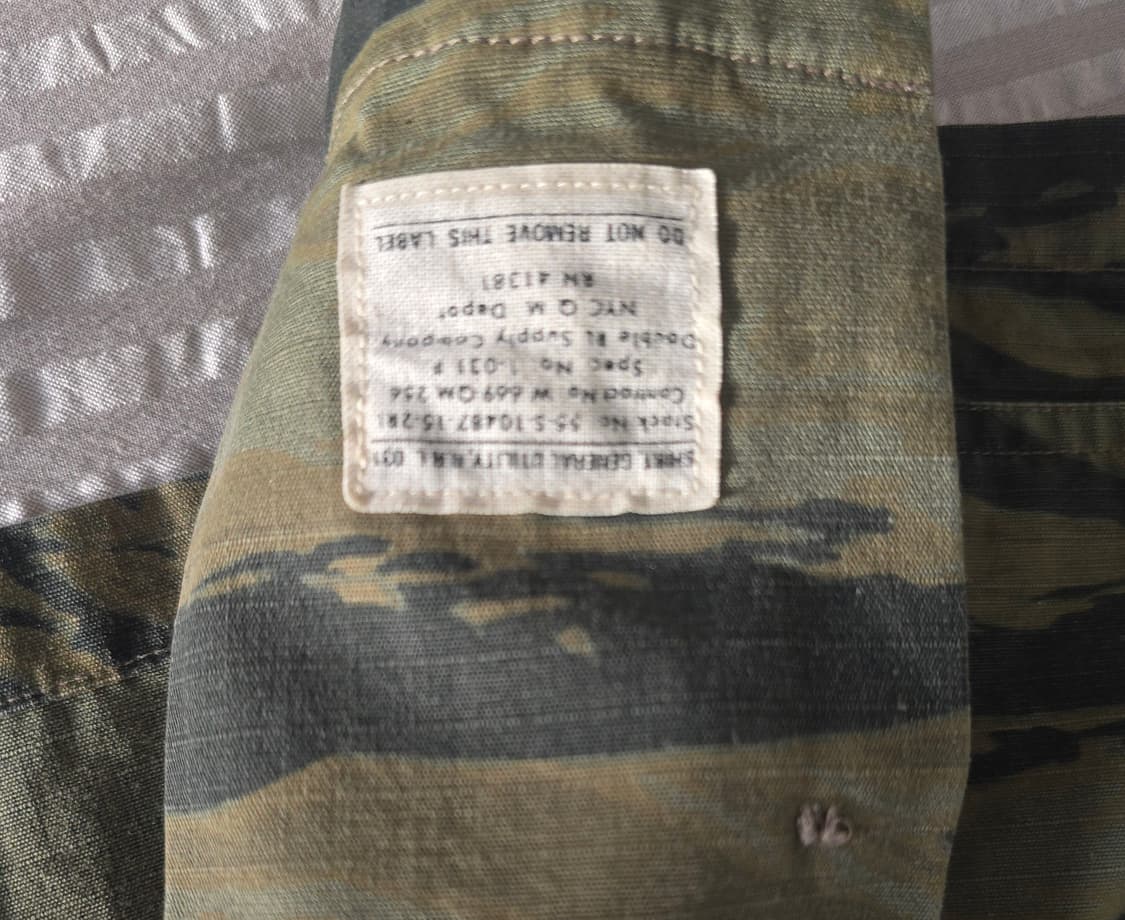 SHIRT, GENERAL UTILITY, R.R.L. 031
Stock No. 55-S-10487-15-2RL
Contract No W 669 QM 256
Spec No. 1-031 F
Double RL Supply Company
NYC Q M Depot
RN 41381
DO NOT REMOVE THIS LABEL